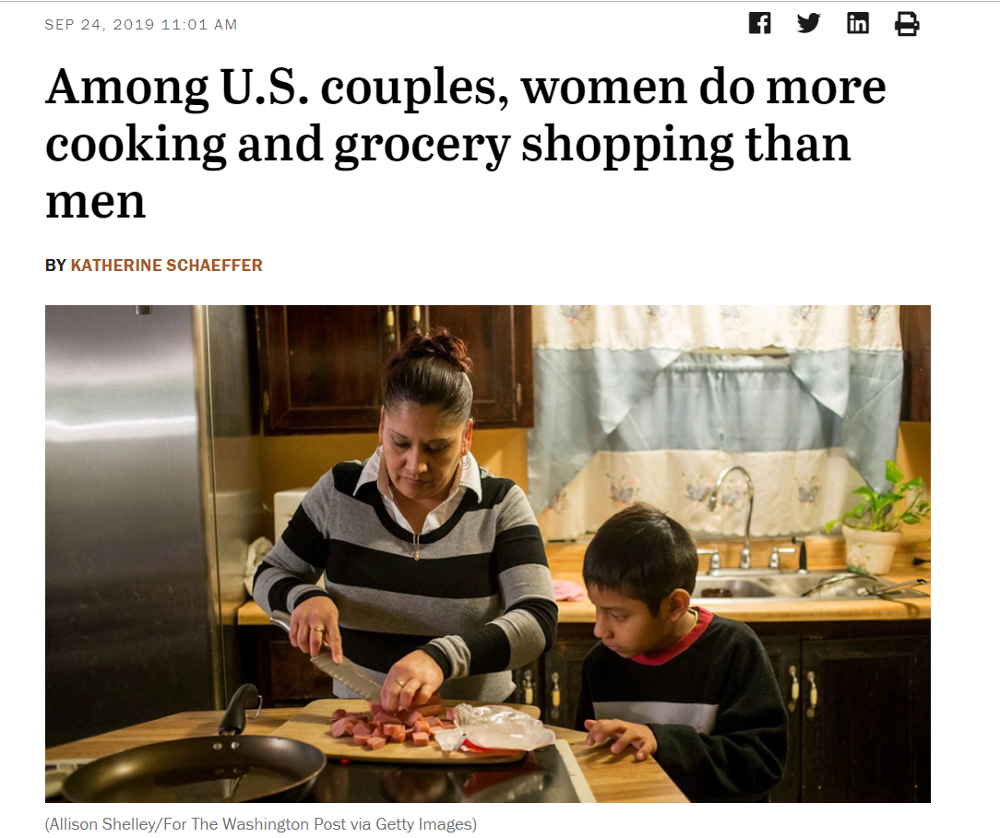 SEP 24, 2019 11:01 AM
Among U.S. couples, women do more
cooking and grocery shopping than
men
BY KATHERINE SCHAEFFER
(Allison Shelley/For The Washington Post via Getty Images)